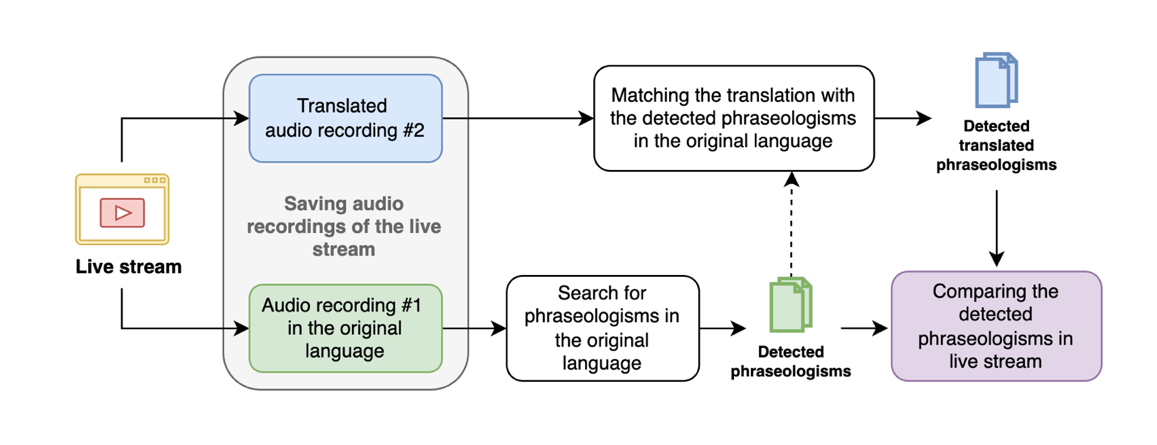 Translated
audio recording #2
Matching the translation with
the detected phraseologisms
in the original language
Detected
translated
phraseologisms
Saving audio
recordings of the live
stream
Live stream
Audio recording #1
in the original
language
Search for
phraseologisms in
the original
language
Detected
phraseologisms
Comparing the
detected
phraseologisms in
live stream